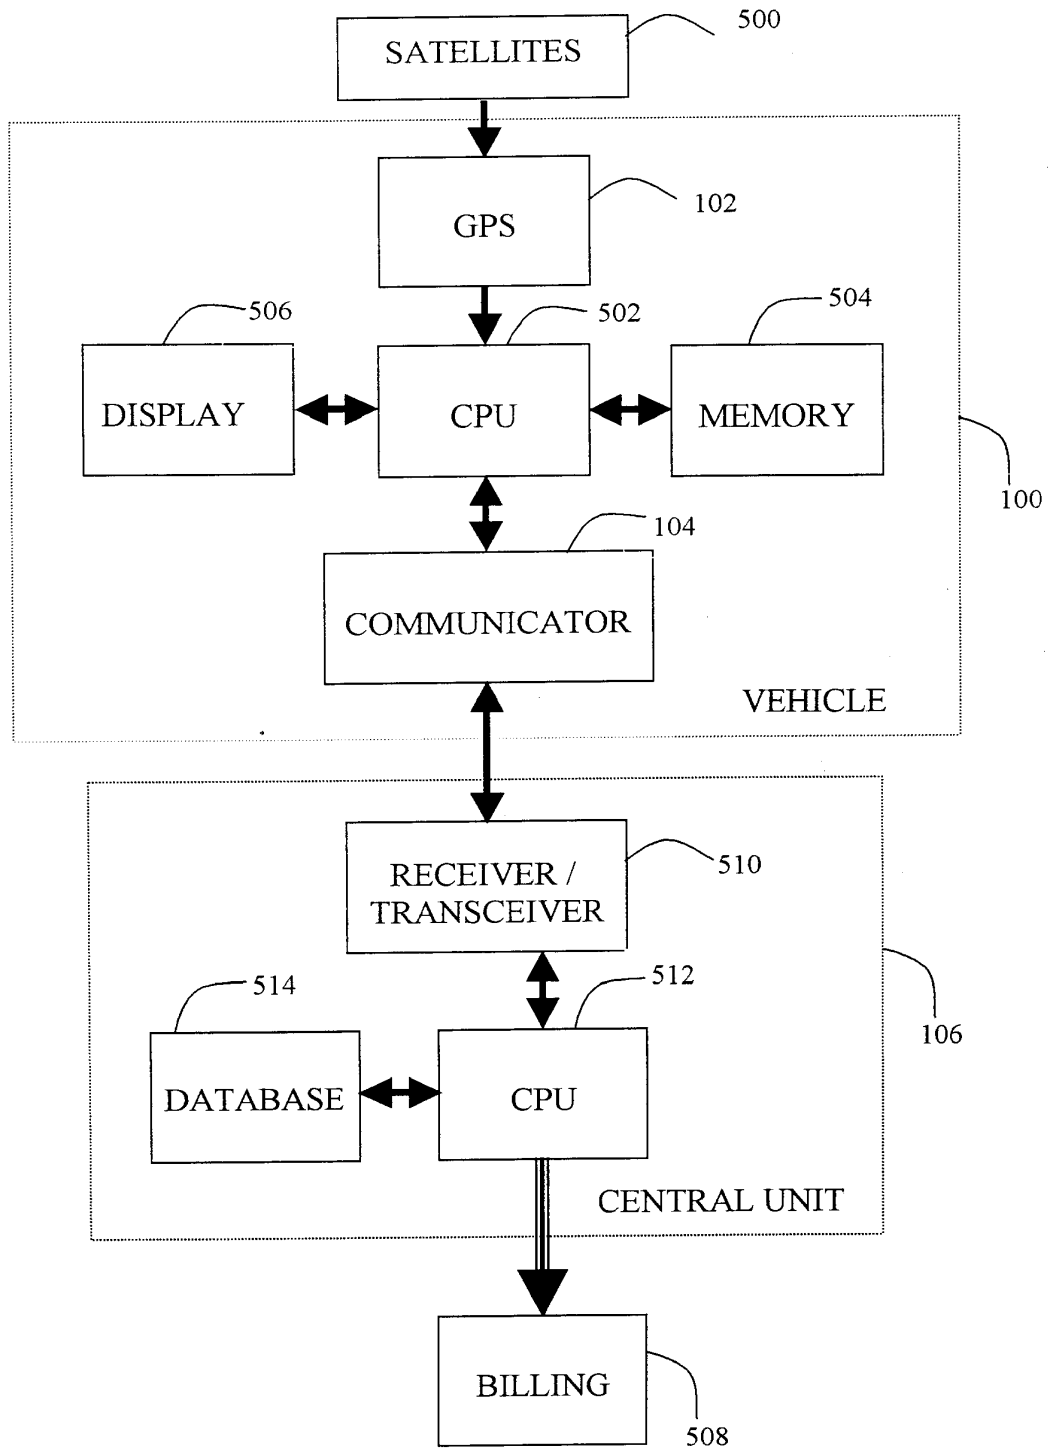 SATELLITES
500
GPS
102
506
502
504
DISPLAY
CPU
MEMORY
100
104
COMMUNICATOR
VEHICLE
RECEIVER /
TRANSCEIVER
510
514
512
106
DATABASE
CPU
CENTRAL UNIT
BILLING
508